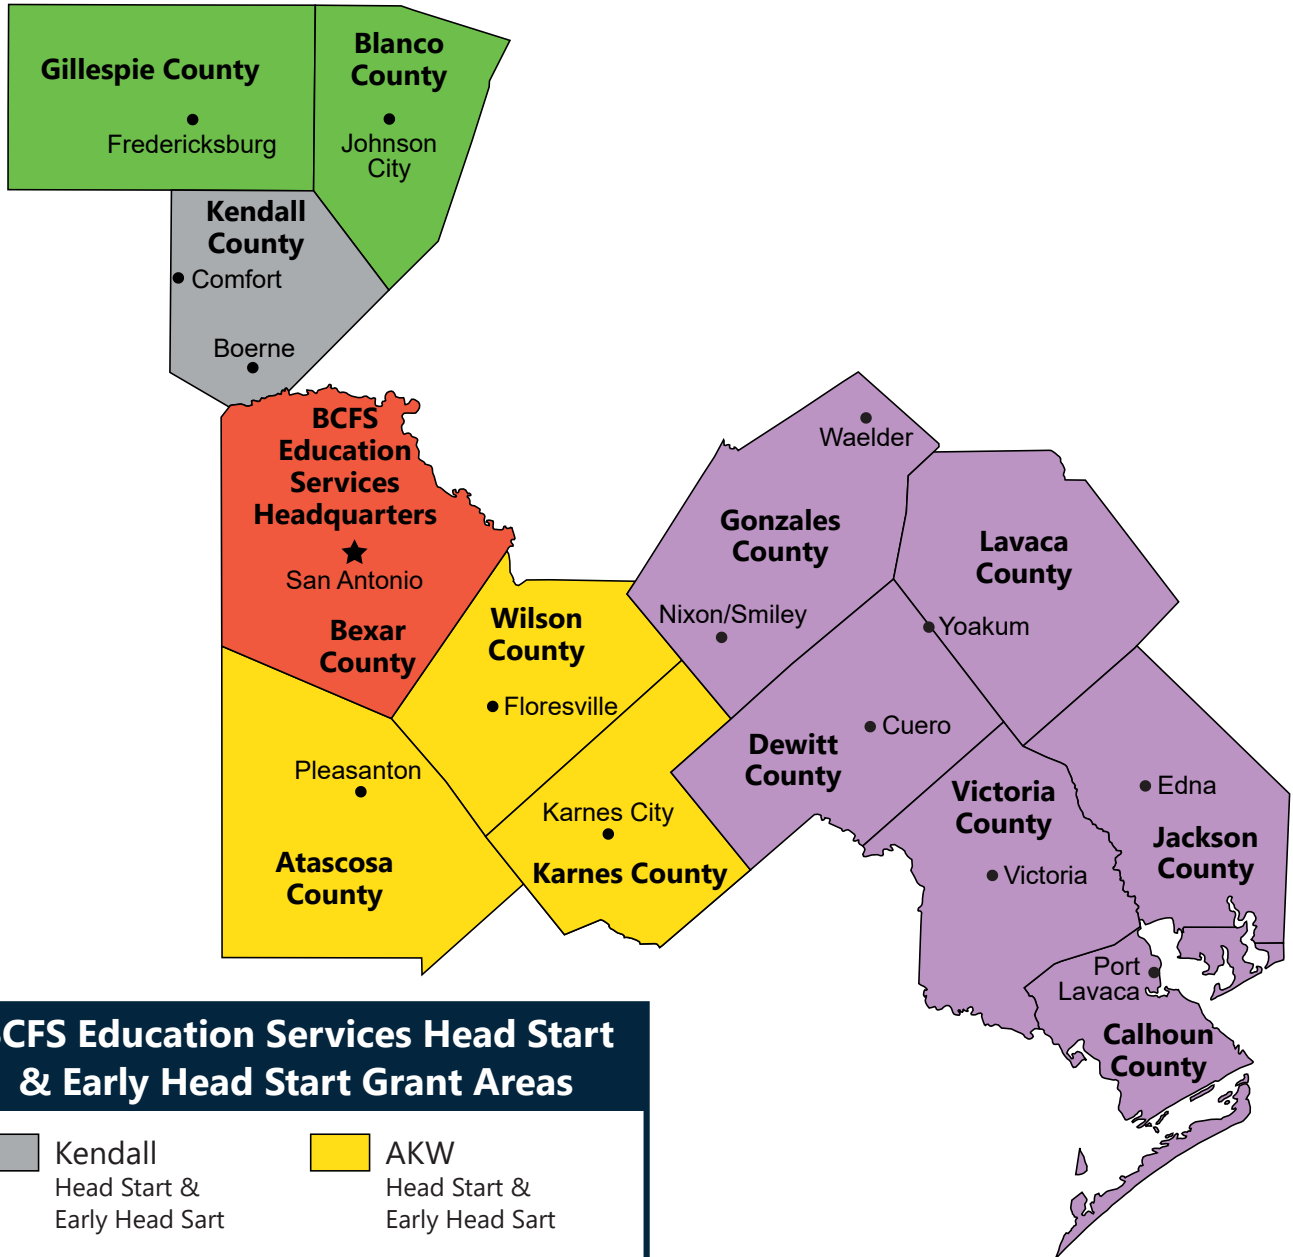 Gillespie County
Fredericksburg
Blanco
County
Johnson
City
Kendall
County
Comfort
Boerne
BCFS
Education
Services
Headquarters
San Antonio
Bexar
County
Waelder
Gonzales
County
Nixon/Smiley
Lavaca
County
Yoakum
Wilson
County
Floresville
Pleasanton
Atascosa
County
Karnes City
Karnes County
Dewitt
County
Cuero
Victoria
County
Victoria
Edna
Jackson
County
Port
Lavaca
Calhoun
County
CFS Education Services Head Start
& Early Head Start Grant Areas
Kendall
Head Start &
Early Head Sart
AKW
Head Start &
Early Head Sart